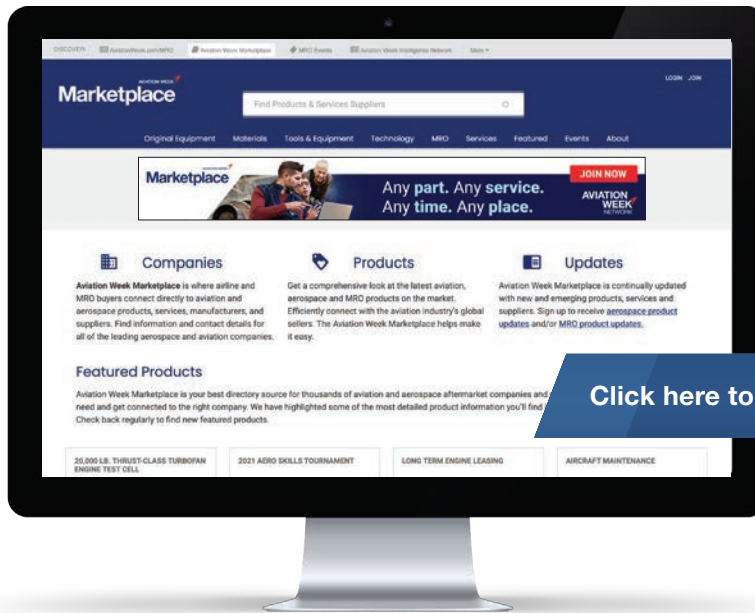 DISCOVER: AviationWeek.com/MRO Aviation Week Marketplace MRO Events Aviation Week Intelligence Network More
AVIATION WEEK
Marketplace
LOGIN JOIN
Find Products & Services Suppliers
Original Equipment Materials Tools & Equipment Technology MRO Services Featured Events About
AVIATION WEEK
Marketplace
Any part. Any service.
Any time. Any place.
JOIN NOW
AVIATION
WEEK
NETWORK
Companies
Aviation Week Marketplace is where airline and
MRO buyers connect directly to aviation and
aerospace products, services, manufacturers, and
suppliers. Find information and contact details for
all of the leading aerospace and aviation companies.
Products
Get a comprehensive look at the latest aviation,
aerospace and MRO products on the market.
Efficiently connect with the aviation industry's global
sellers. The Aviation Week Marketplace helps make
it easy.
Updates
Aviation Week Marketplace is continually updated
with new and emerging products, services and
suppliers. Sign up to receive aerospace product
updates and/or MRO product updates.
Featured Products
Aviation Week Marketplace is your best directory source for thousands of aviation and aerospace aftermarket companies and
need and get connected to the right company. We have highlighted some of the most detailed product information you'll find
Check back regularly to find new featured products.
Click here to
20,000 LB. THRUST-CLASS TURBOFAN
ENGINE TEST CELL
2021 AERO SKILLS TOURNAMENT
LONG TERM ENGINE LEASING
AIRCRAFT MAINTENANCE